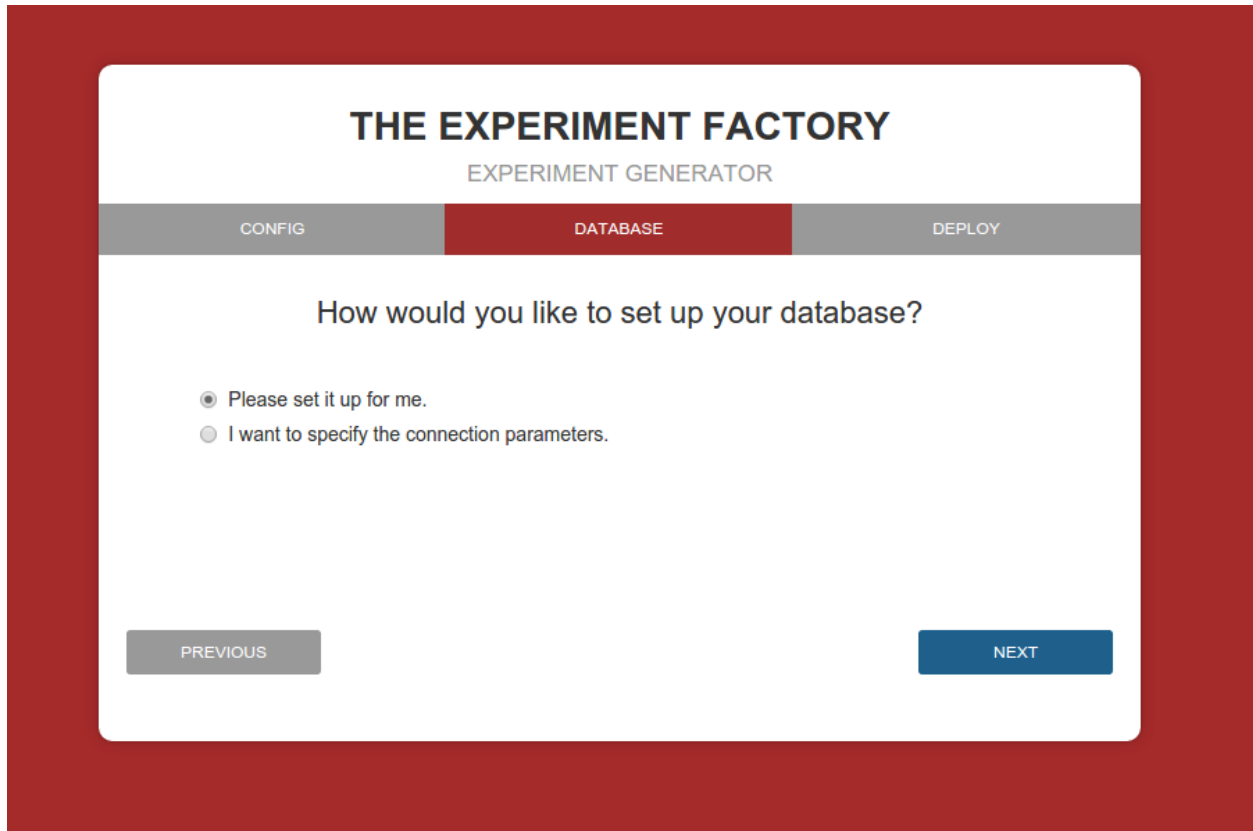 THE EXPERIMENT FACTORY
EXPERIMENT GENERATOR
CONFIG DATABASE DEPLOY
How would you like to set up your database?
Please set it up for me.
I want to specify the connection parameters.
PREVIOUS NEXT